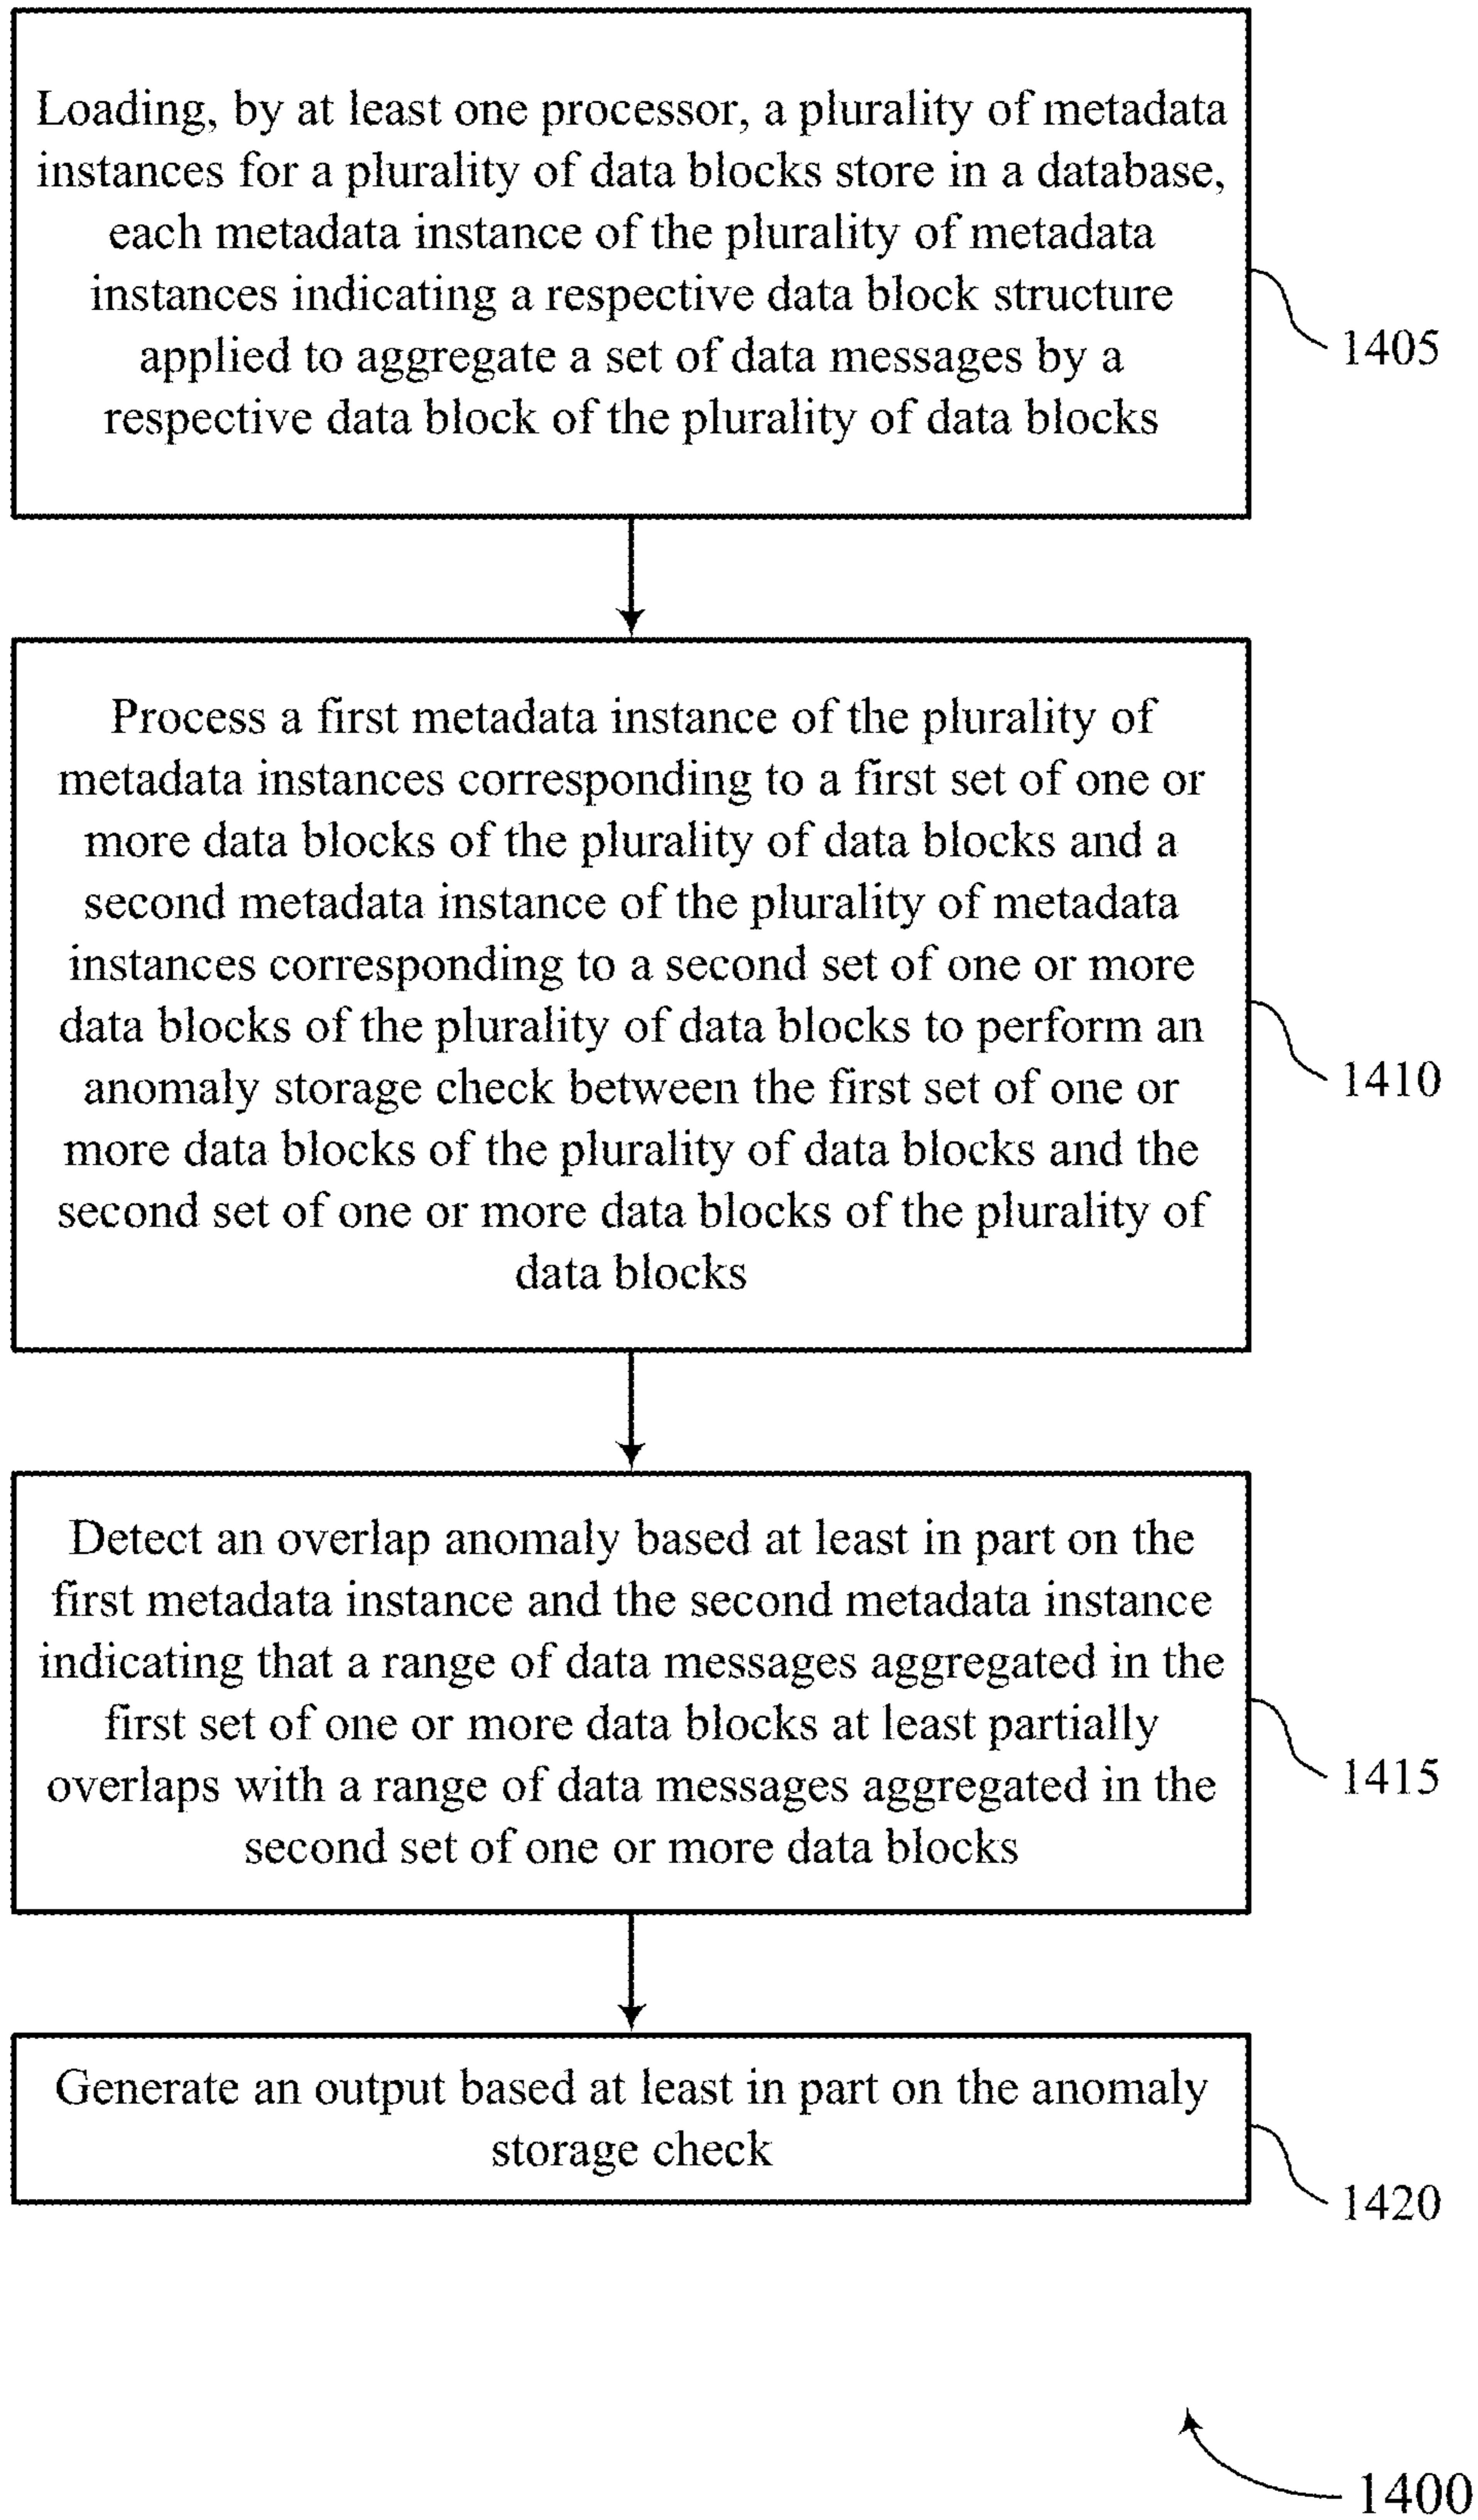 Loading, by at least one processor, a plurality of metadata
instances for a plurality of data blocks store in a database,
each metadata instance of the plurality of metadata
instances indicating a respective data block structure
applied to aggregate a set of data messages by a
respective data block of the plurality of data blocks
1405
Process a first metadata instance of the plurality of
metadata instances corresponding to a first set of one or
more data blocks of the plurality of data blocks and a
second metadata instance of the plurality of metadata
instances corresponding to a second set of one or more
data blocks of the plurality of data blocks to perform an
anomaly storage check between the first set of one or
more data blocks of the plurality of data blocks and the
second set of one or more data blocks of the plurality of
data blocks
1410
Detect an overlap anomaly based at least in part on the
first metadata instance and the second metadata instance
indicating that a range of data messages aggregated in the
first set of one or more data blocks at least partially
overlaps with a range of data messages aggregated in the
second set of one or more data blocks
1415
Generate an output based at least in part on the anomaly
storage check
1420
1400